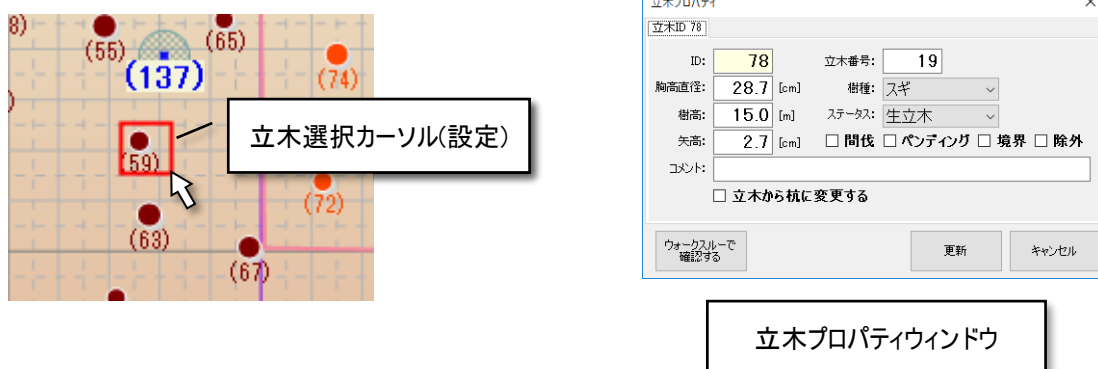 8)
(55)
(65)
(137)
(74)
(59)
立木選択カーソル(設定)
(72)
(63)
(67)
立木プロパティ
×
立木ID 78
ID: 78 立木番号: 19
胸高直径: 28.7 [cm] 樹種: スギ
樹高: 15.0 [m] ステータス: 生立木
矢高: 2.7 [cm] 間伐 ペンディング 境界 除外
コメント:
立木から杭に変更する
ウォークスルーで
確認する
更新
キャンセル
立木プロパティウィンドウ